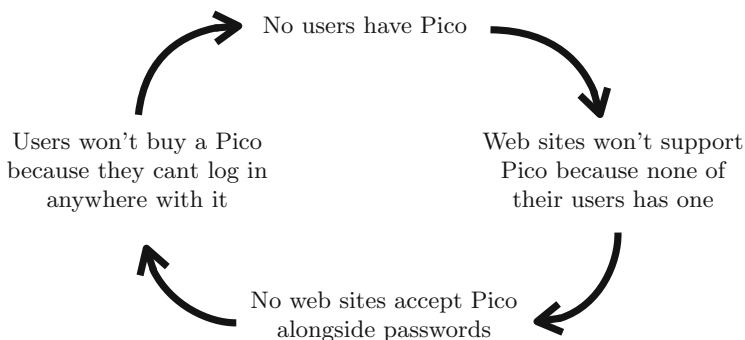 No users have Pico
Users won't buy a Pico
because they cant log in
anywhere with it
Web sites won't support
Pico because none of
their users has one
No web sites accept Pico
alongside passwords